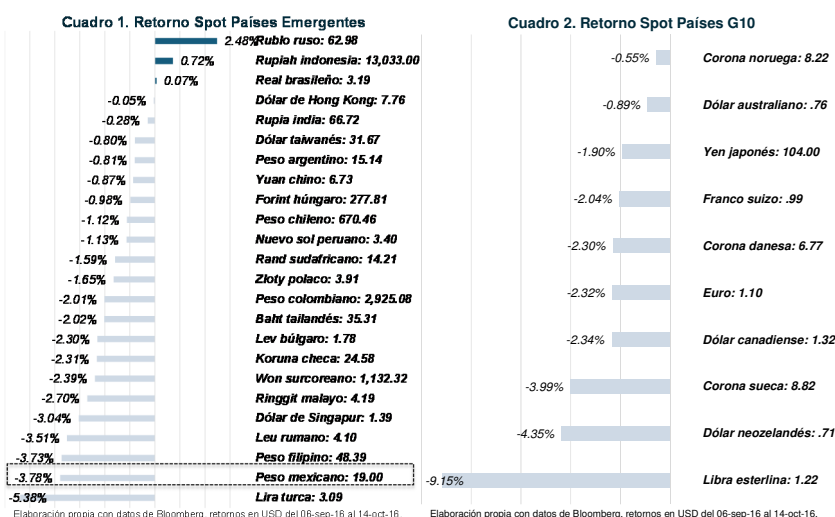 Cuadro 1. Retorno Spot Países Emergentes
2.48% Rublo ruso: 62.98
0.72% Rupiah indonesia: 13,033.00
0.07% Real brasileño: 3.19
-0.05% Dólar de Hong Kong: 7.76
-0.28% Rupia india: 66.72
-0.80% Dólar taiwanés: 31.67
-0.81% Peso argentino: 15.14
-0.87% Yuan chino: 6.73
-0.98% Forint húngaro: 277.81
-1.12% Peso chileno: 670.46
-1.13% Nuevo sol peruano: 3.40
-1.59% Rand sudafricano: 14.21
-1.65% Zloty polaco: 3.91
-2.01% Peso colombiano: 2,925.08
-2.02% Baht tailandés: 35.31
-2.30% Lev búlgaro: 1.78
-2.31% Koruna checa: 24.58
-2.39% Won surcoreano: 1,132.32
-2.70% Ringgit malayo: 4.19
-3.04% Dólar de Singapur: 1.39
-3.51% Leu rumano: 4.10
-3.73% Peso filipino: 48.39
-3.78% Peso mexicano: 19.00
-5.38% Lira turca: 3.09
Elaboración propia con datos de Bloomberg, retornos en USD del 06-sep-16 al 14-oct-16.
Cuadro 2. Retorno Spot Países G10
-0.55% Corona noruega: 8.22
-0.89% Dólar australiano: .76
-1.90% Yen japonés: 104.00
-2.04% Franco suizo: .99
-2.30% Corona danesa: 6.77
-2.32% Euro: 1.10
-2.34% Dólar canadiense: 1.32
-3.99% Corona sueca: 8.82
-4.35% Dólar neozelandés: .71
-9.15% Libra esterlina: 1.22
Elaboración propia con datos de Bloomberg, retornos en USD del 06-sep-16 al 14-oct-16.